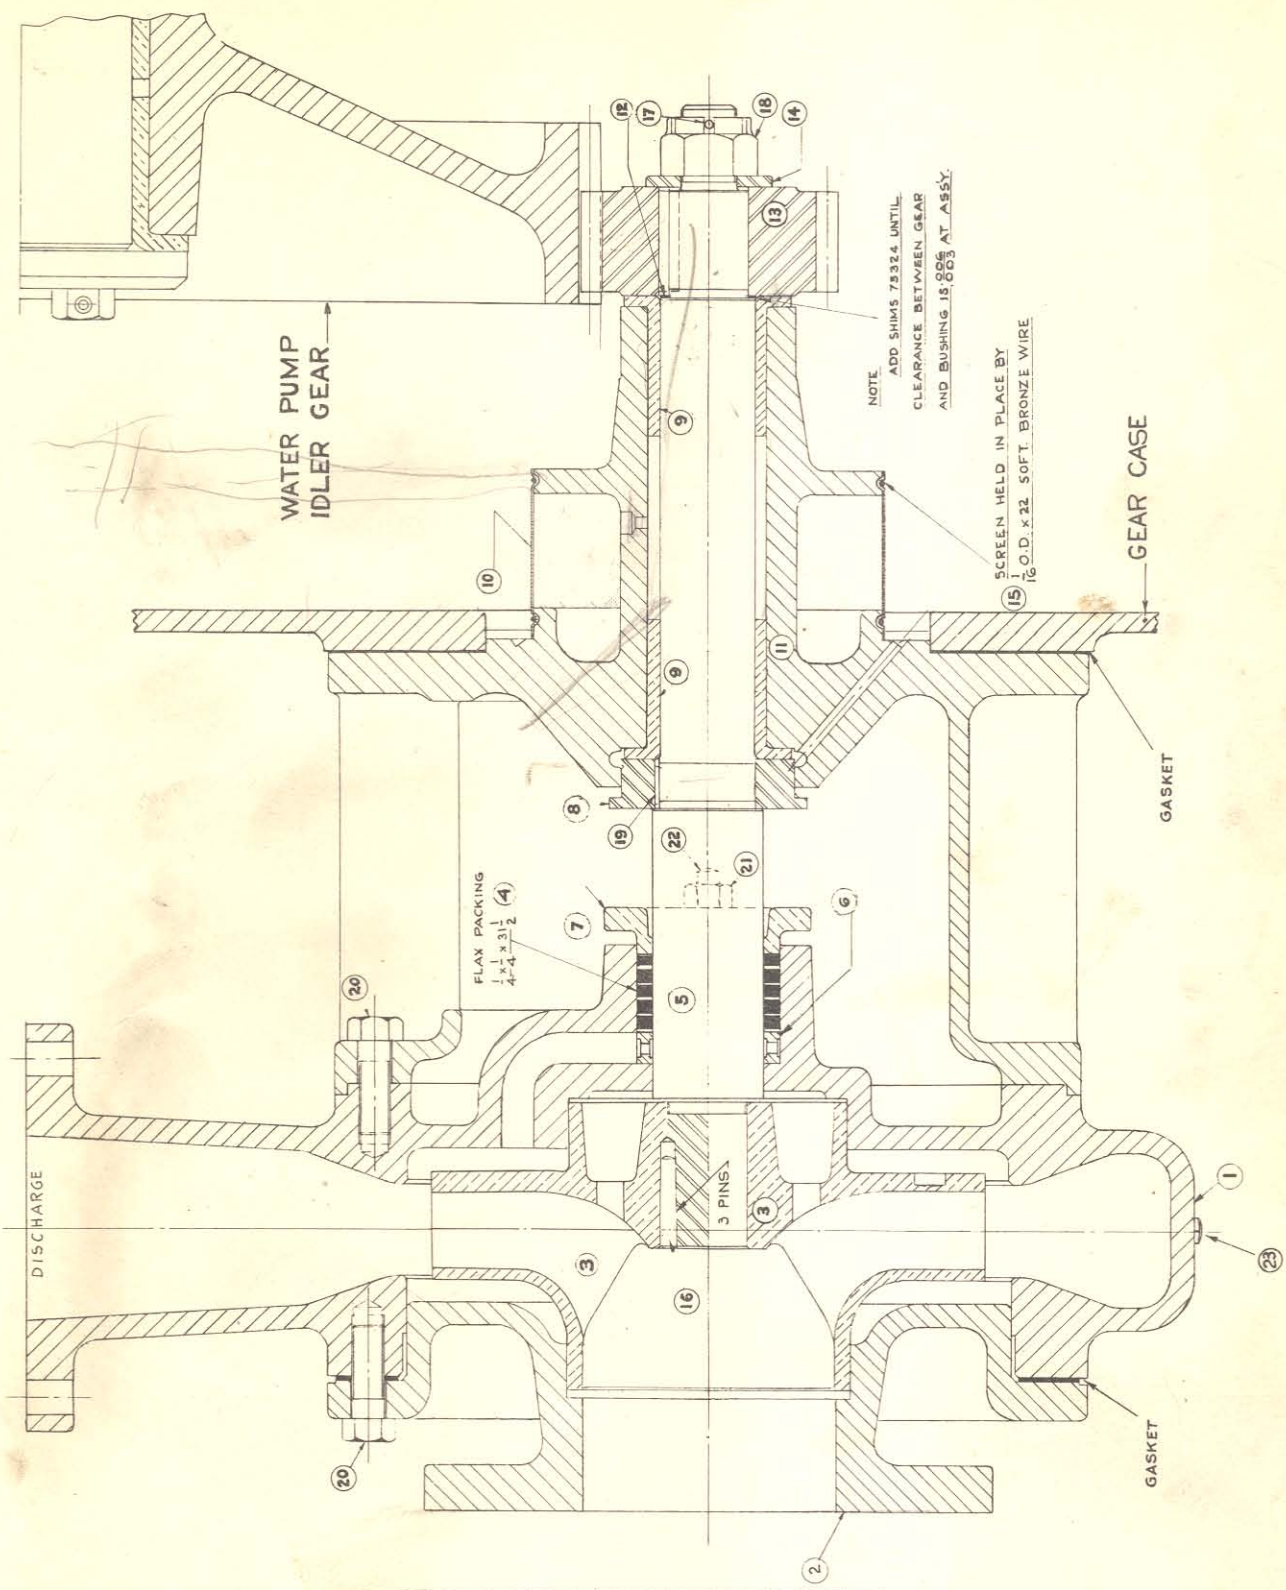 DISCHARGE
WATER PUMP
IDLER GEAR
FLAX PACKING
1/4 x 1/4 x 31 1/2 (4)
NOTE
ADD SHIMS 75324 UNTIL
CLEARANCE BETWEEN GEAR
AND BUSHING IS .006 .003 AT ASS'Y.
SCREEN HELD IN PLACE BY
(15) 1/16 O.D. x 22 SOFT BRONZE WIRE
GEAR CASE
GASKET
GASKET
3 PINS
20
20
7
8
19
22
21
6
5
10
9
9
11
12
17
18
14
13
3
3
16
1
23
2